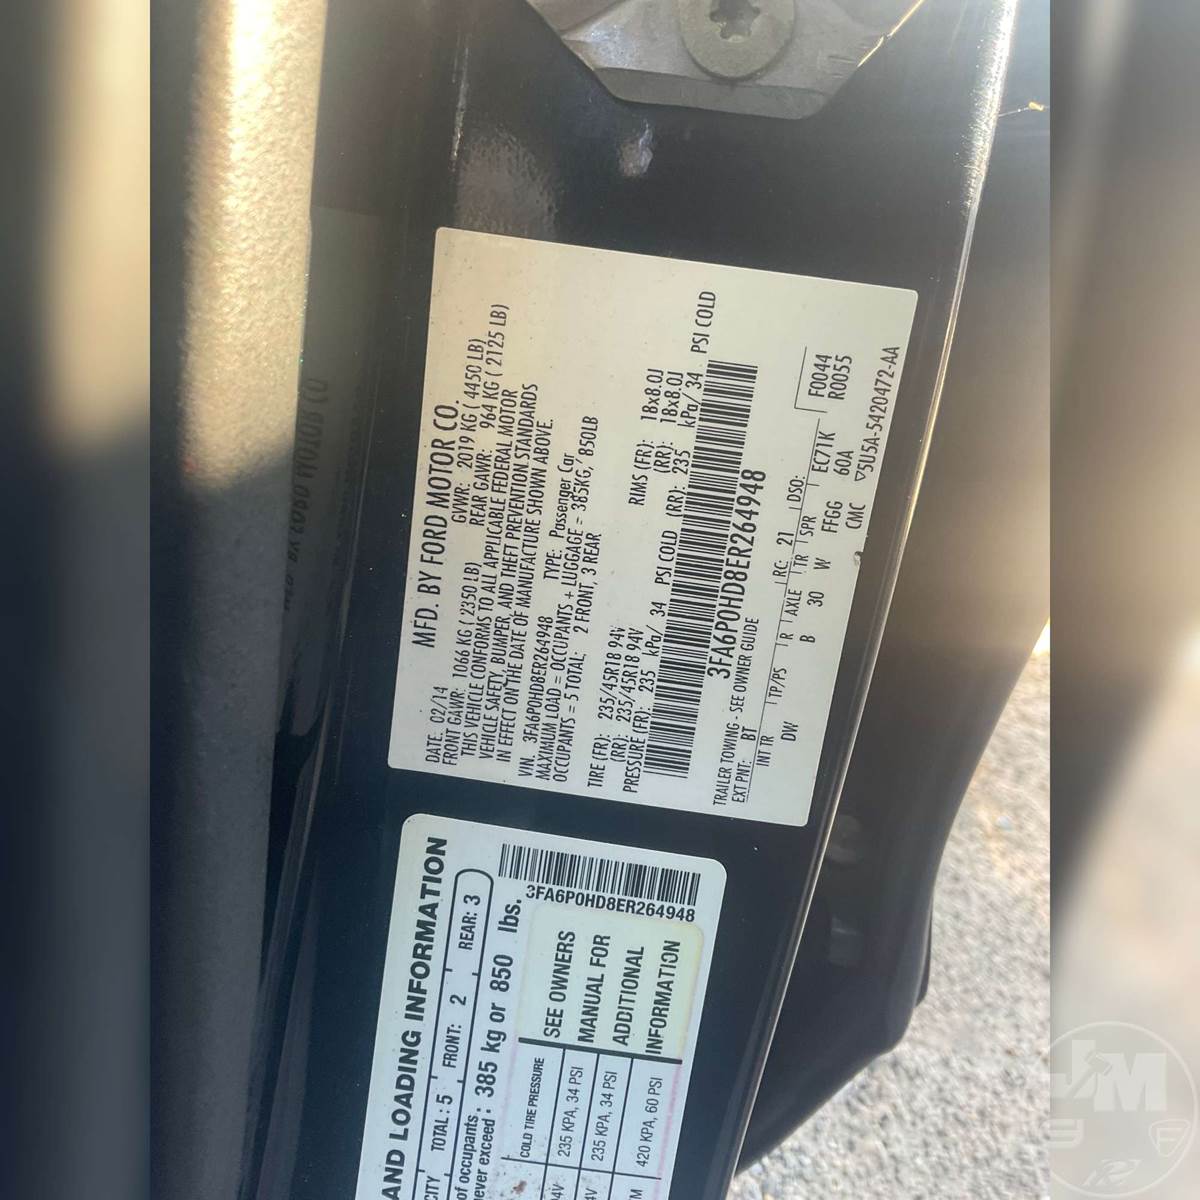 MFD. BY FORD MOTOR CO.
DATE: 02/14 GVWR: 2019 KG ( 4450 LB)
FRONT GAWR: 1066 KG ( 2350 LB) REAR GAWR: 964 KG ( 2125 LB)
THIS VEHICLE CONFORMS TO ALL APPLICABLE FEDERAL MOTOR
VEHICLE SAFETY, BUMPER, AND THEFT PREVENTION STANDARDS
IN EFFECT ON THE DATE OF MANUFACTURE SHOWN ABOVE.
VIN: 3FA6P0HD8ER264948 TYPE: Passenger Car
MAXIMUM LOAD = OCCUPANTS + LUGGAGE = 385KG/850LB
OCCUPANTS = 5 TOTAL: 2 FRONT, 3 REAR
TIRE (FR): 235/45R18 94V RIMS (FR): 18x8.0J
(RR): 235/45R18 94V (RR): 18x8.0J
PRESSURE (FR): 235 kPa/ 34 PSI COLD (RR): 235 kPa/ 34 PSI COLD
3FA6P0HD8ER264948
TRAILER TOWING - SEE OWNER GUIDE
EXT PNT: BT RC: 21 DSO: F0044
INT TR TP/PS R AXLE TR SPR EC71K R0055
DW B 30 W FFGG 60A
CMC ▽5U5A-5420472-AA
AND LOADING INFORMATION
CITY TOTAL: 5 FRONT: 2 REAR: 3
of occupants
never exceed: 385 kg or 850 lbs.
3FA6P0HD8ER264948
COLD TIRE PRESSURE
94V 235 KPA, 34 PSI
4V 235 KPA, 34 PSI
M 420 KPA, 60 PSI
SEE OWNERS
MANUAL FOR
ADDITIONAL
INFORMATION
JM